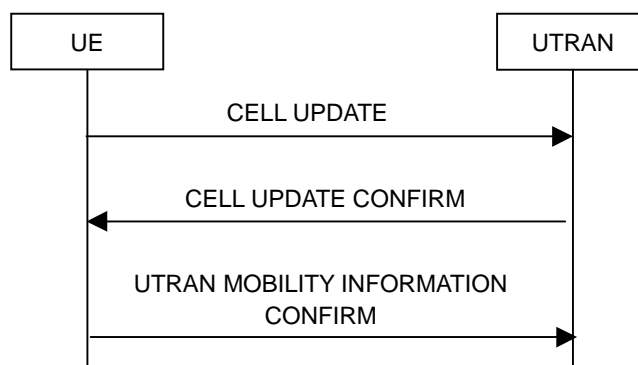 UE
UTRAN
CELL UPDATE
CELL UPDATE CONFIRM
UTRAN MOBILITY INFORMATION
CONFIRM